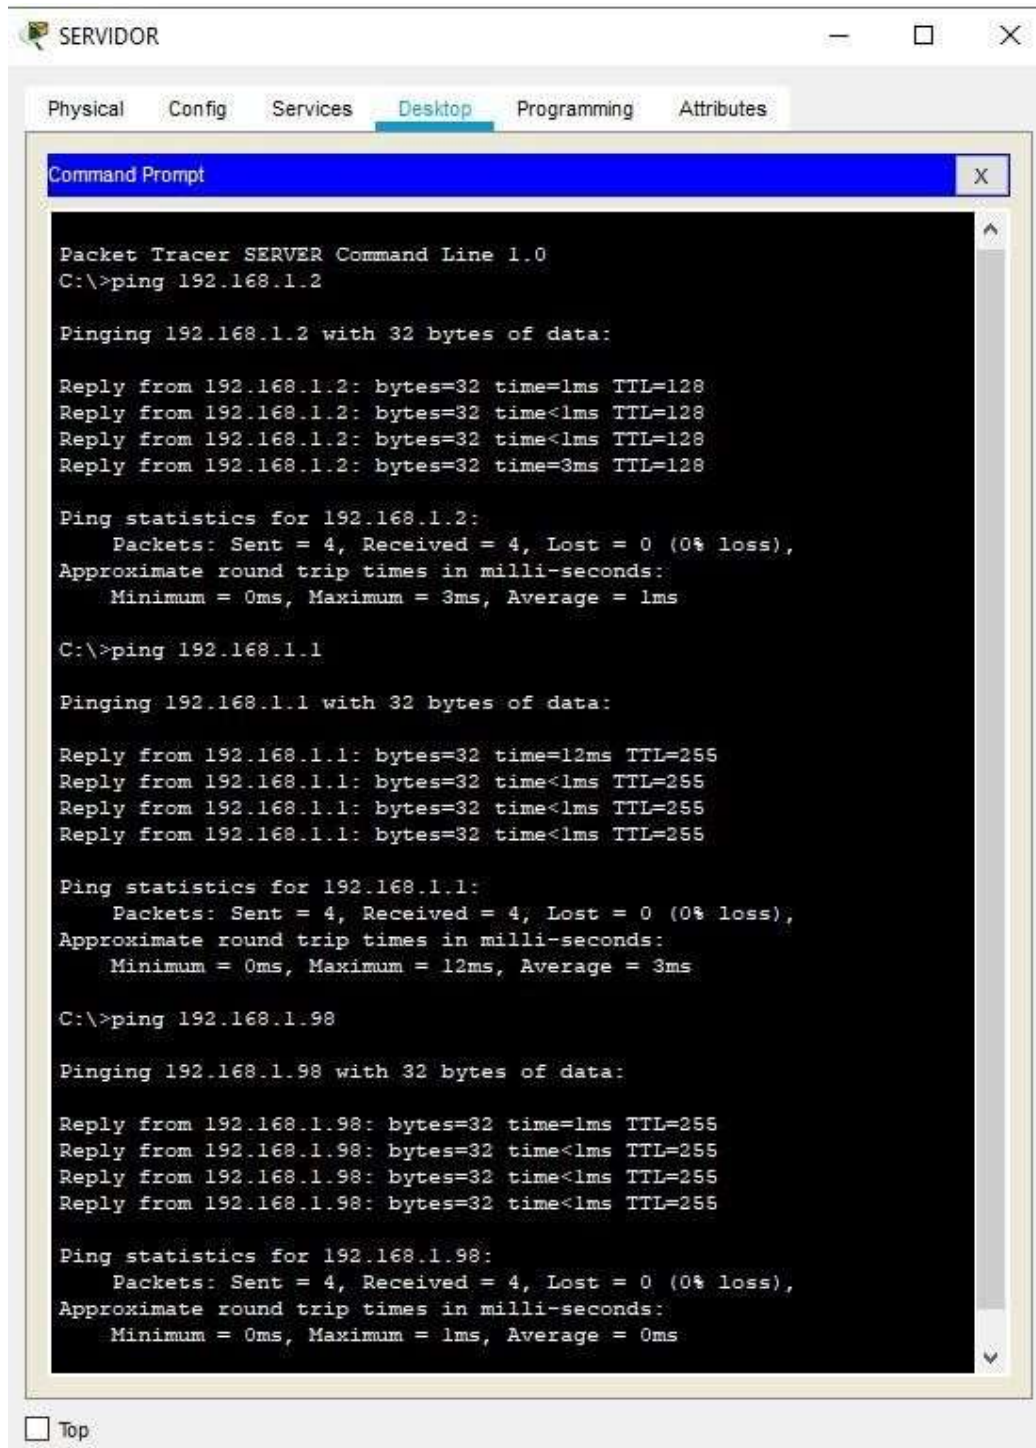 SERVIDOR
Physical Config Services Desktop Programming Attributes
Command Prompt X
Packet Tracer SERVER Command Line 1.0
C:\>ping 192.168.1.2
Pinging 192.168.1.2 with 32 bytes of data:
Reply from 192.168.1.2: bytes=32 time=1ms TTL=128
Reply from 192.168.1.2: bytes=32 time<1ms TTL=128
Reply from 192.168.1.2: bytes=32 time<1ms TTL=128
Reply from 192.168.1.2: bytes=32 time=3ms TTL=128
Ping statistics for 192.168.1.2:
Packets: Sent = 4, Received = 4, Lost = 0 (0% loss),
Approximate round trip times in milli-seconds:
Minimum = 0ms, Maximum = 3ms, Average = 1ms
C:\>ping 192.168.1.1
Pinging 192.168.1.1 with 32 bytes of data:
Reply from 192.168.1.1: bytes=32 time=12ms TTL=255
Reply from 192.168.1.1: bytes=32 time<1ms TTL=255
Reply from 192.168.1.1: bytes=32 time<1ms TTL=255
Reply from 192.168.1.1: bytes=32 time<1ms TTL=255
Ping statistics for 192.168.1.1:
Packets: Sent = 4, Received = 4, Lost = 0 (0% loss),
Approximate round trip times in milli-seconds:
Minimum = 0ms, Maximum = 12ms, Average = 3ms
C:\>ping 192.168.1.98
Pinging 192.168.1.98 with 32 bytes of data:
Reply from 192.168.1.98: bytes=32 time=1ms TTL=255
Reply from 192.168.1.98: bytes=32 time<1ms TTL=255
Reply from 192.168.1.98: bytes=32 time<1ms TTL=255
Reply from 192.168.1.98: bytes=32 time<1ms TTL=255
Ping statistics for 192.168.1.98:
Packets: Sent = 4, Received = 4, Lost = 0 (0% loss),
Approximate round trip times in milli-seconds:
Minimum = 0ms, Maximum = 1ms, Average = 0ms
Top